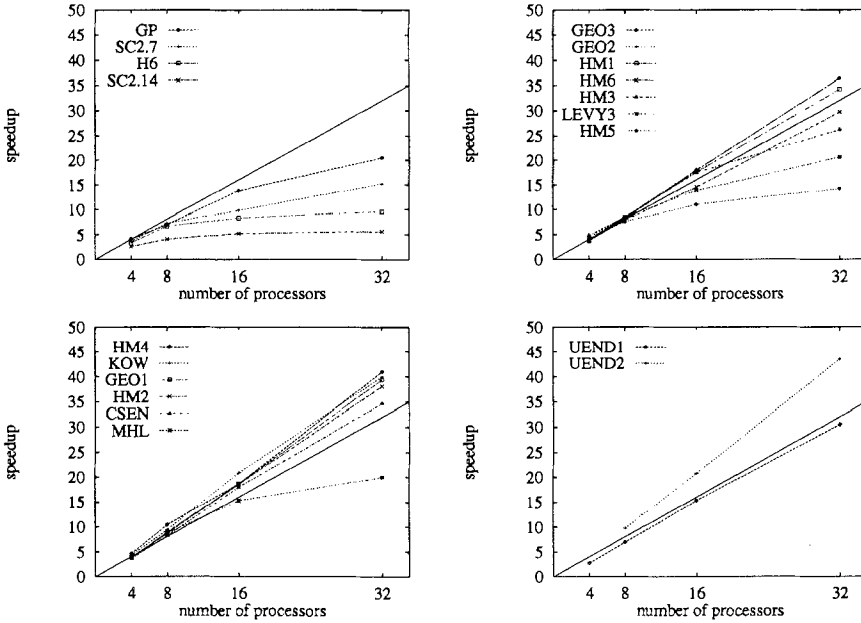 50
45
40
35
30
25
20
15
10
5
0
speedup
GP
SC2.7
H6
SC2.14
4 8 16 32
number of processors
50
45
40
35
30
25
20
15
10
5
0
speedup
GEO3
GEO2
HM1
HM6
HM3
LEVY3
HM5
4 8 16 32
number of processors
50
45
40
35
30
25
20
15
10
5
0
speedup
HM4
KOW
GEO1
HM2
CSEN
MHL
4 8 16 32
number of processors
50
45
40
35
30
25
20
15
10
5
0
speedup
UEND1
UEND2
4 8 16 32
number of processors